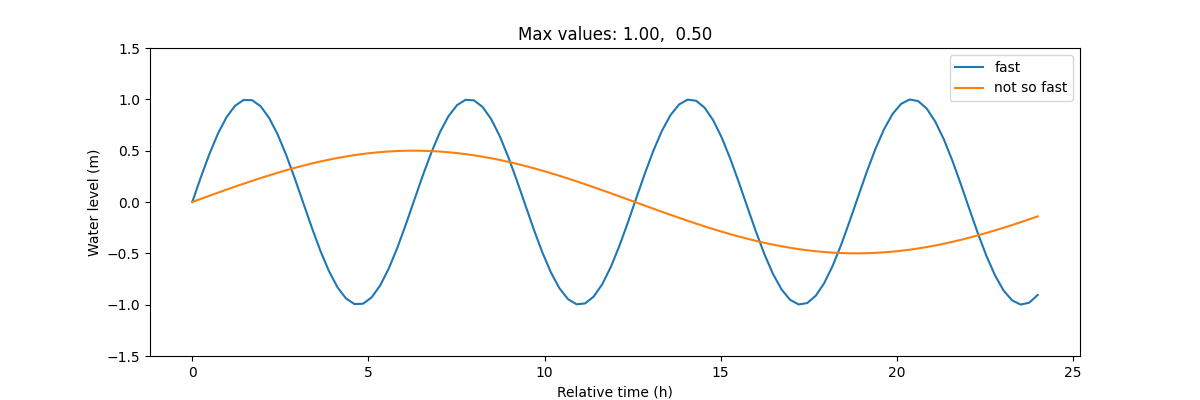 Max values: 1.00,  0.50
fast
not so fast
Water level (m)
1.5
1.0
0.5
0.0
−0.5
−1.0
−1.5
0
5
10
15
20
25
Relative time (h)